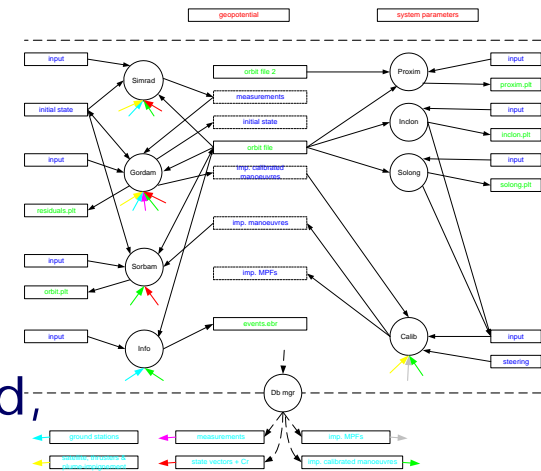 geopotential
system parameters
input
Simrad
orbit file 2
Proxim
input
proxim.plt
initial state
measurements
initial state
Inclon
input
inclon.plt
orbit file
input
Gordam
imp. calibrated
manoeuvres
Solong
input
solong.plt
residuals.plt
imp. manoeuvres
input
Sorbam
imp. MPFs
orbit.plt
events.ebr
input
Info
Calib
input
steering
Db mgr
d,
ground stations
measurements
imp. MPFs
state vectors + Cr
imp. calibrated manoeuvres